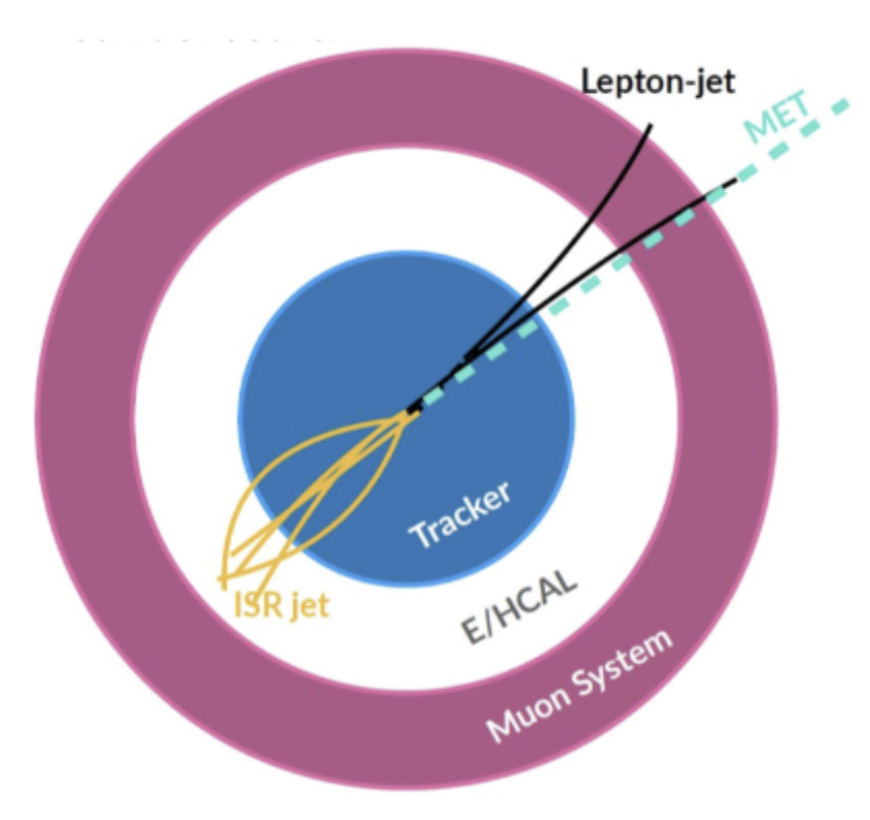 Lepton-jet
MET
Tracker
ISR jet
E/HCAL
Muon System